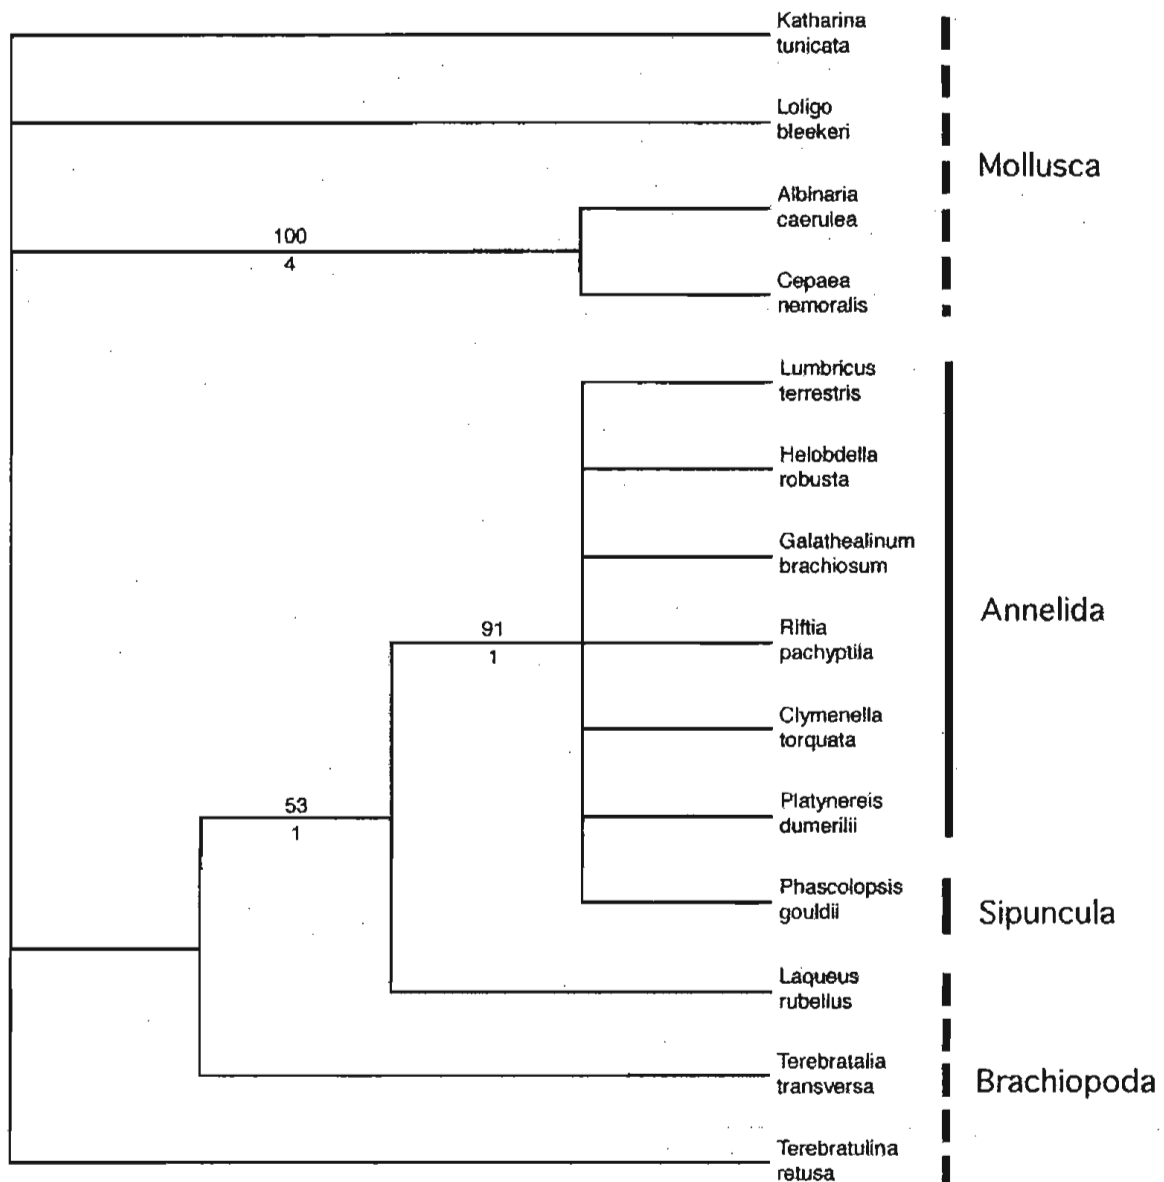 Katharina
tunicata
Loligo
bleekeri
Mollusca
Albinaria
caerulea
100
4
Cepaea
nemoralis
Lumbricus
terrestris
Helobdella
robusta
Galathealinum
brachiosum
Annelida
91
1
Riftia
pachyptila
Clymenella
torquata
53
1
Platynereis
dumerilii
Phascolopsis
gouldii
Sipuncula
Laqueus
rubellus
Terebratalia
transversa
Brachiopoda
Terebratulina
retusa